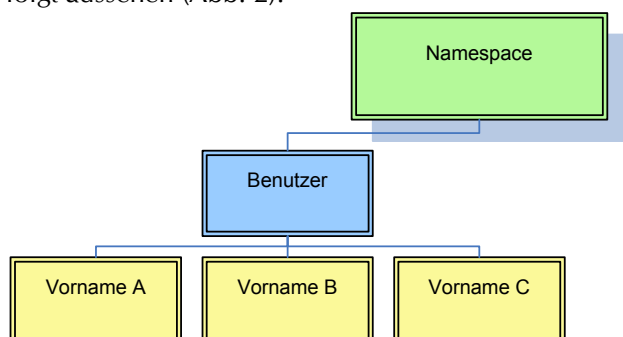 folgt aussehen (Abb. 2):
Namespace
Benutzer
Vorname A
Vorname B
Vorname C